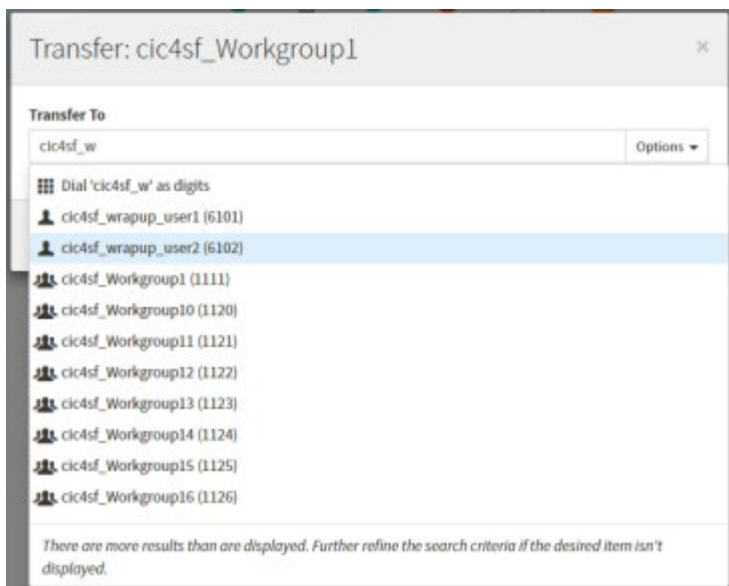 Transfer: cic4sf_Workgroup1
×
Transfer To
cic4sf_w
Options
Dial 'cic4sf_w' as digits
cic4sf_wrapup_user1 (6101)
cic4sf_wrapup_user2 (6102)
cic4sf_Workgroup1 (1111)
cic4sf_Workgroup10 (1120)
cic4sf_Workgroup11 (1121)
cic4sf_Workgroup12 (1122)
cic4sf_Workgroup13 (1123)
cic4sf_Workgroup14 (1124)
cic4sf_Workgroup15 (1125)
cic4sf_Workgroup16 (1126)
There are more results than are displayed. Further refine the search criteria if the desired item isn't
displayed.